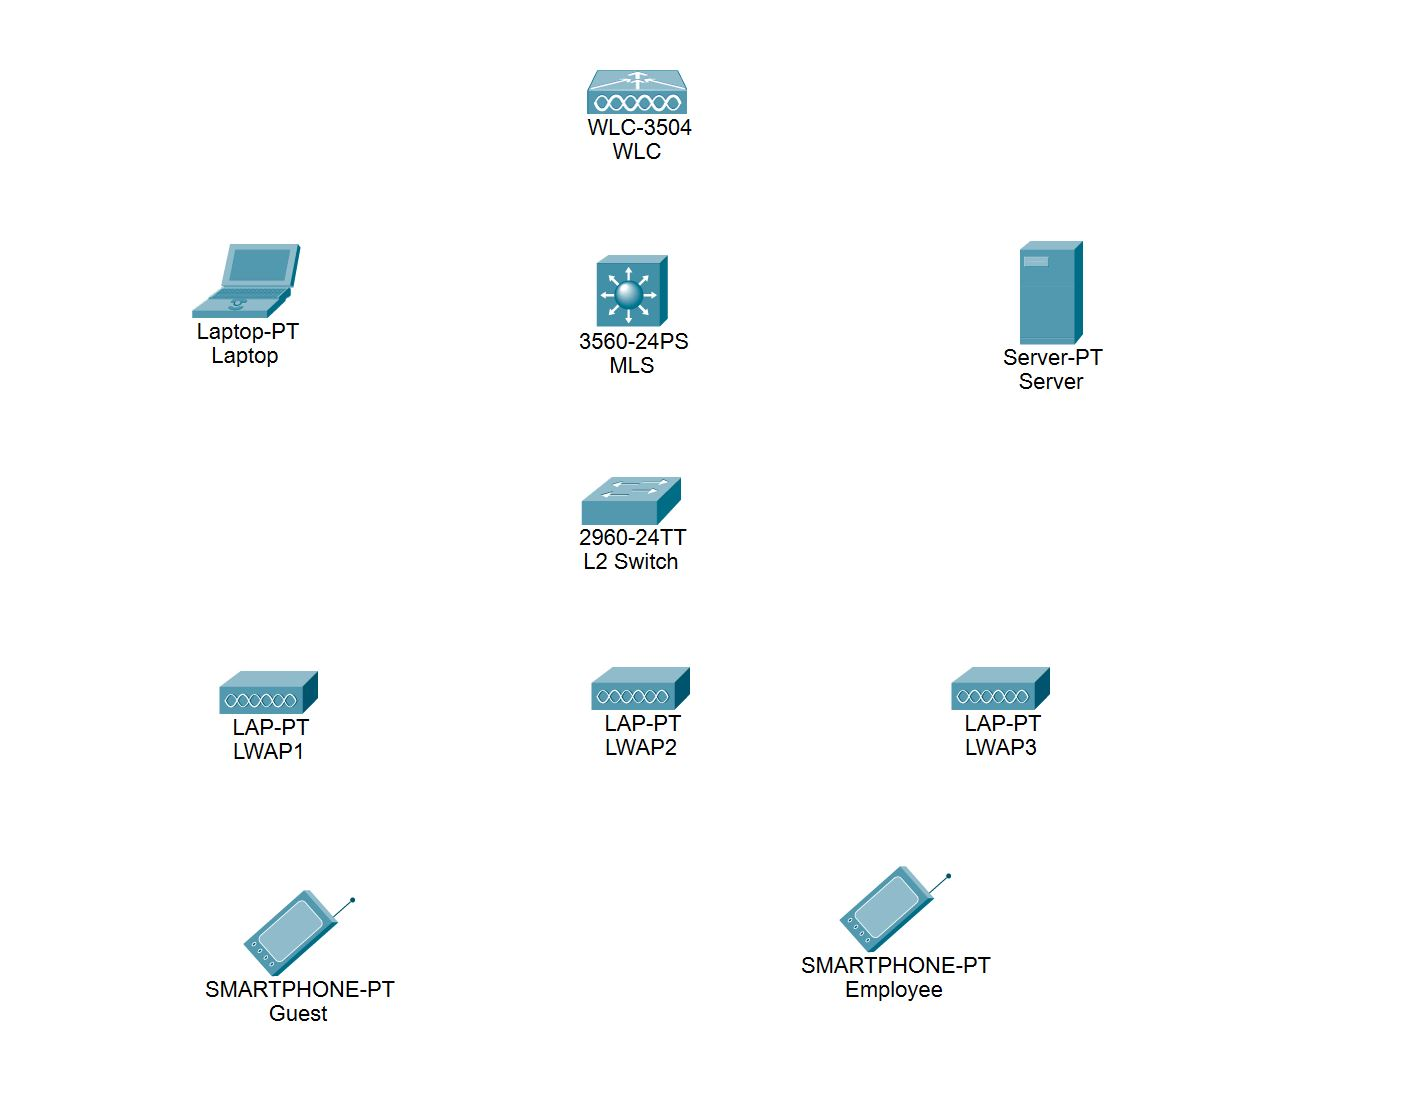 WLC-3504
WLC
Laptop-PT
Laptop
3560-24PS
MLS
Server-PT
Server
2960-24TT
L2 Switch
LAP-PT
LWAP1
LAP-PT
LWAP2
LAP-PT
LWAP3
SMARTPHONE-PT
Guest
SMARTPHONE-PT
Employee